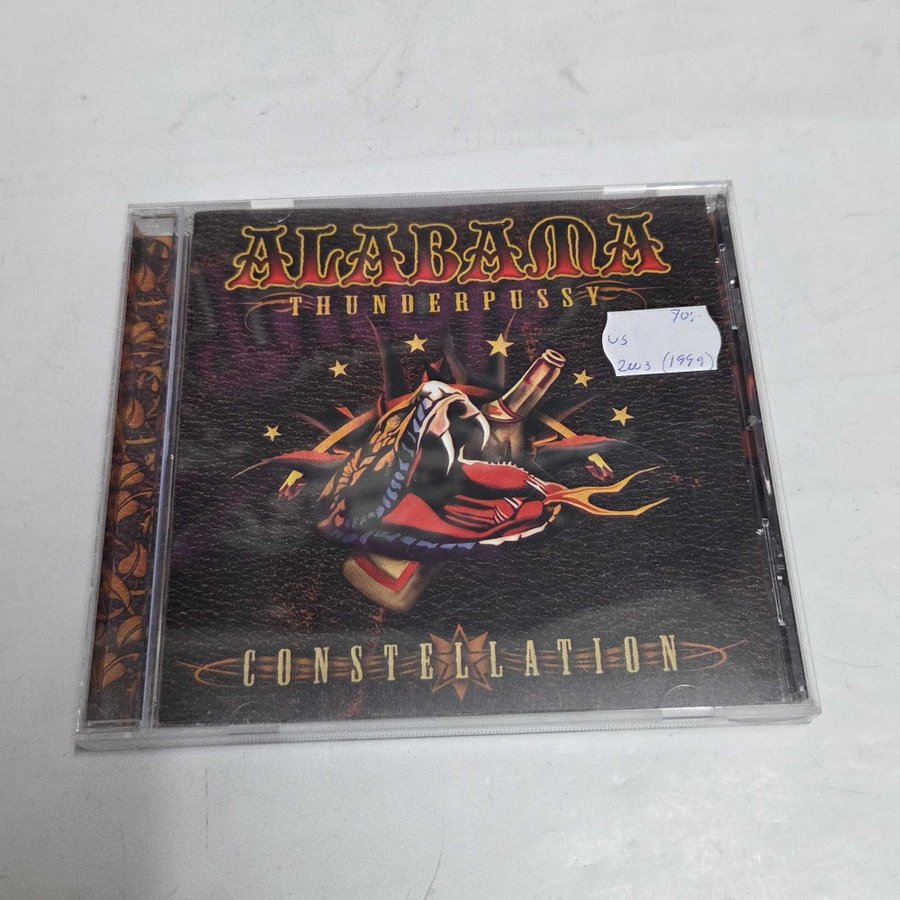 ALABAMA
THUNDERPUSSY
70:-
US
2003 (1999)
CONSTELLATION